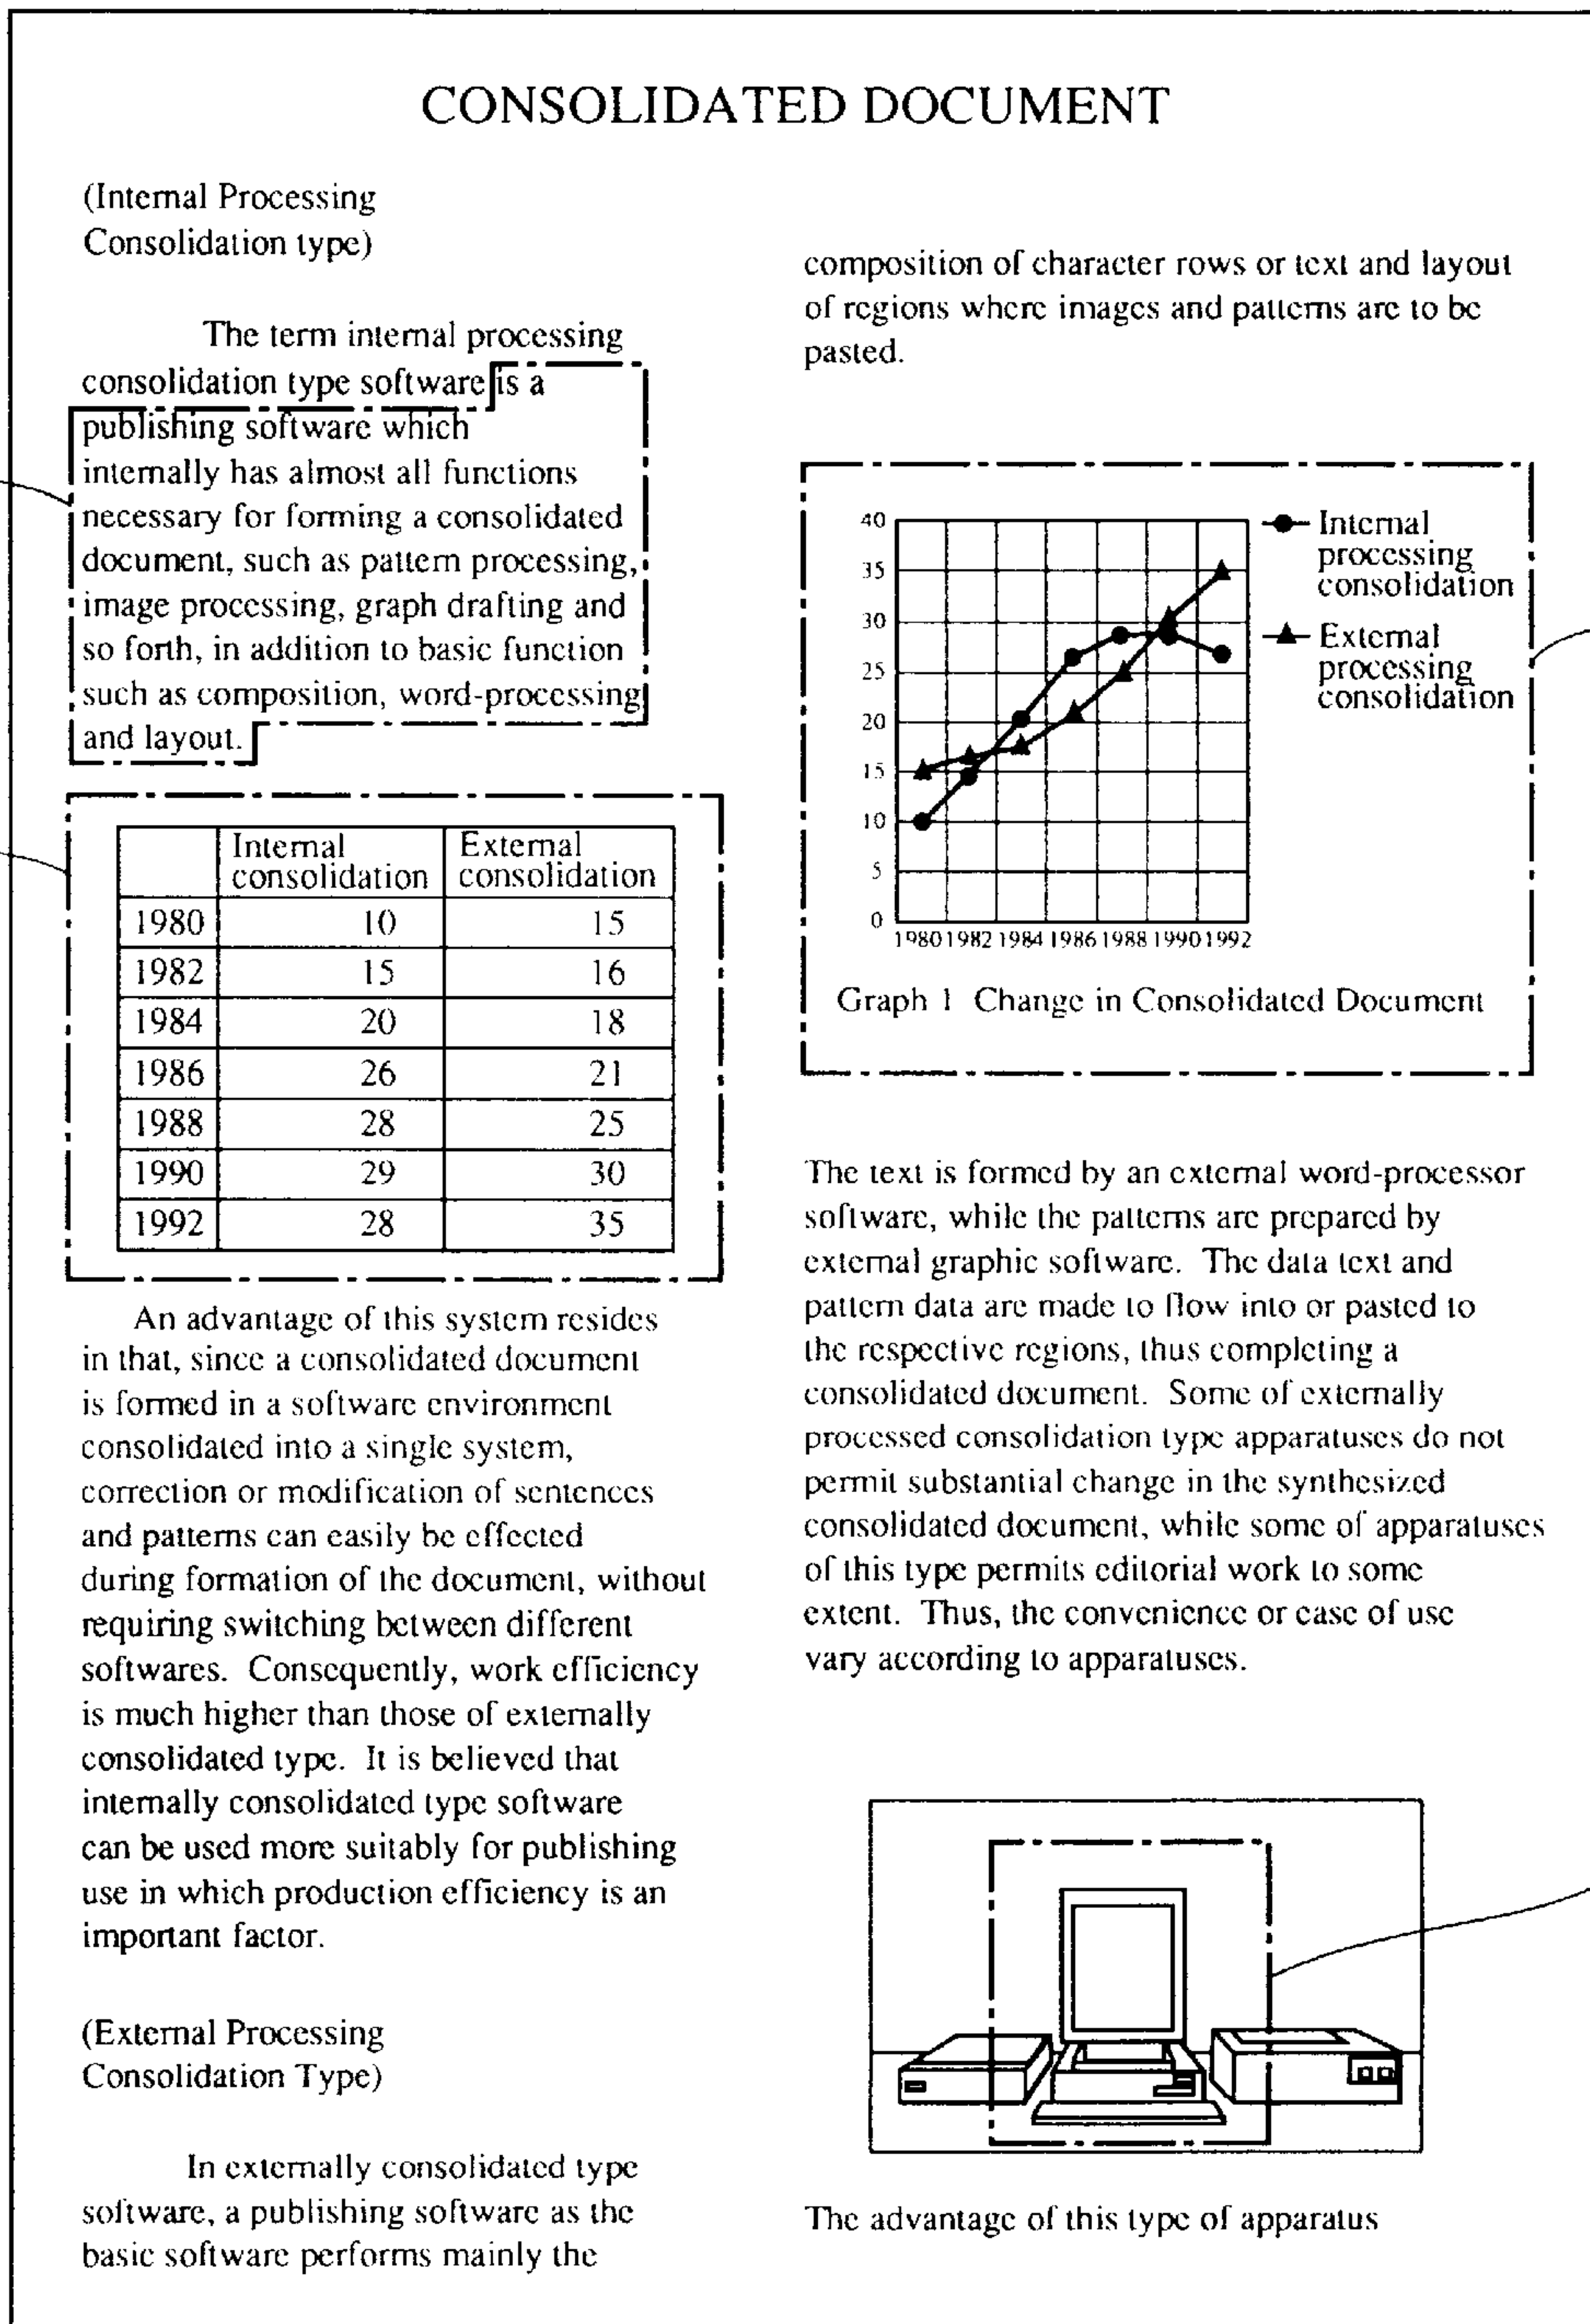 CONSOLIDATED DOCUMENT
(Internal Processing
Consolidation type)
The term internal processing
consolidation type software is a
publishing software which
internally has almost all functions
necessary for forming a consolidated
document, such as pattern processing,
image processing, graph drafting and
so forth, in addition to basic function
such as composition, word-processing
and layout.
Internal consolidation External consolidation
1980 10 15
1982 15 16
1984 20 18
1986 26 21
1988 28 25
1990 29 30
1992 28 35
An advantage of this system resides
in that, since a consolidated document
is formed in a software environment
consolidated into a single system,
correction or modification of sentences
and patterns can easily be effected
during formation of the document, without
requiring switching between different
softwares. Consequently, work efficiency
is much higher than those of externally
consolidated type. It is believed that
internally consolidated type software
can be used more suitably for publishing
use in which production efficiency is an
important factor.
(External Processing
Consolidation Type)
In externally consolidated type
software, a publishing software as the
basic software performs mainly the
composition of character rows or text and layout
of regions where images and patterns are to be
pasted.
40
35
30
25
20
15
10
5
0
1980 1982 1984 1986 1988 1990 1992
Internal
processing
consolidation
External
processing
consolidation
Graph 1 Change in Consolidated Document
The text is formed by an external word-processor
software, while the patterns are prepared by
external graphic software. The data text and
pattern data are made to flow into or pasted to
the respective regions, thus completing a
consolidated document. Some of externally
processed consolidation type apparatuses do not
permit substantial change in the synthesized
consolidated document, while some of apparatuses
of this type permits editorial work to some
extent. Thus, the convenience or ease of use
vary according to apparatuses.
The advantage of this type of apparatus